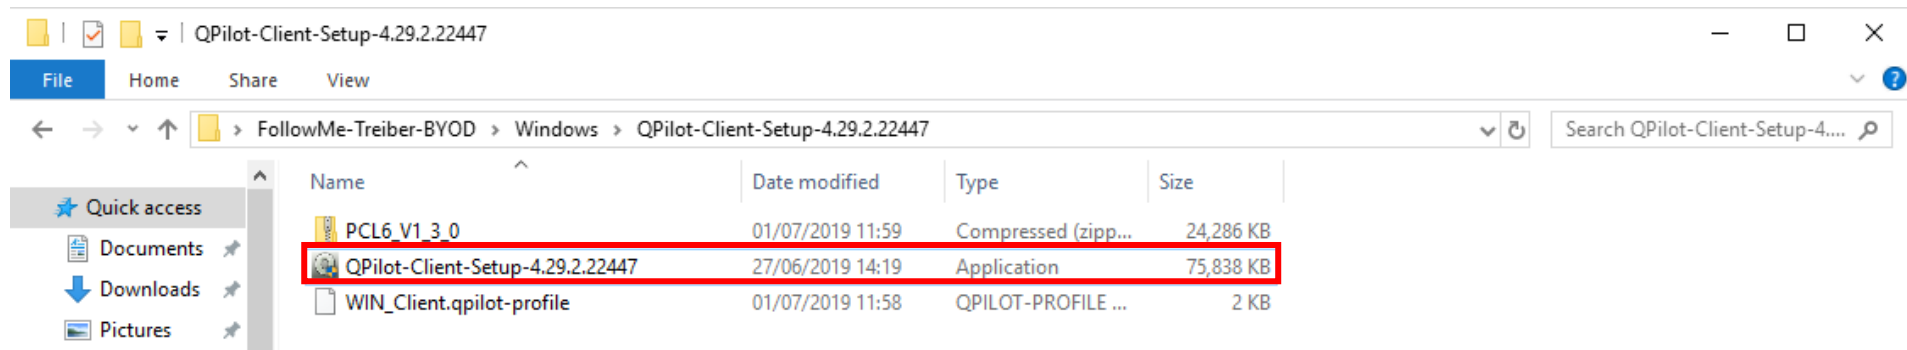 QPilot-Client-Setup-4.29.2.22447
File Home Share View
FollowMe-Treiber-BYOD > Windows > QPilot-Client-Setup-4.29.2.22447 Search QPilot-Client-Setup-4....
Name Date modified Type Size
Quick access
Documents
Downloads
Pictures
PCL6_V1_3_0 01/07/2019 11:59 Compressed (zipp... 24,286 KB
QPilot-Client-Setup-4.29.2.22447 27/06/2019 14:19 Application 75,838 KB
WIN_Client.qpilot-profile 01/07/2019 11:58 QPILOT-PROFILE ... 2 KB